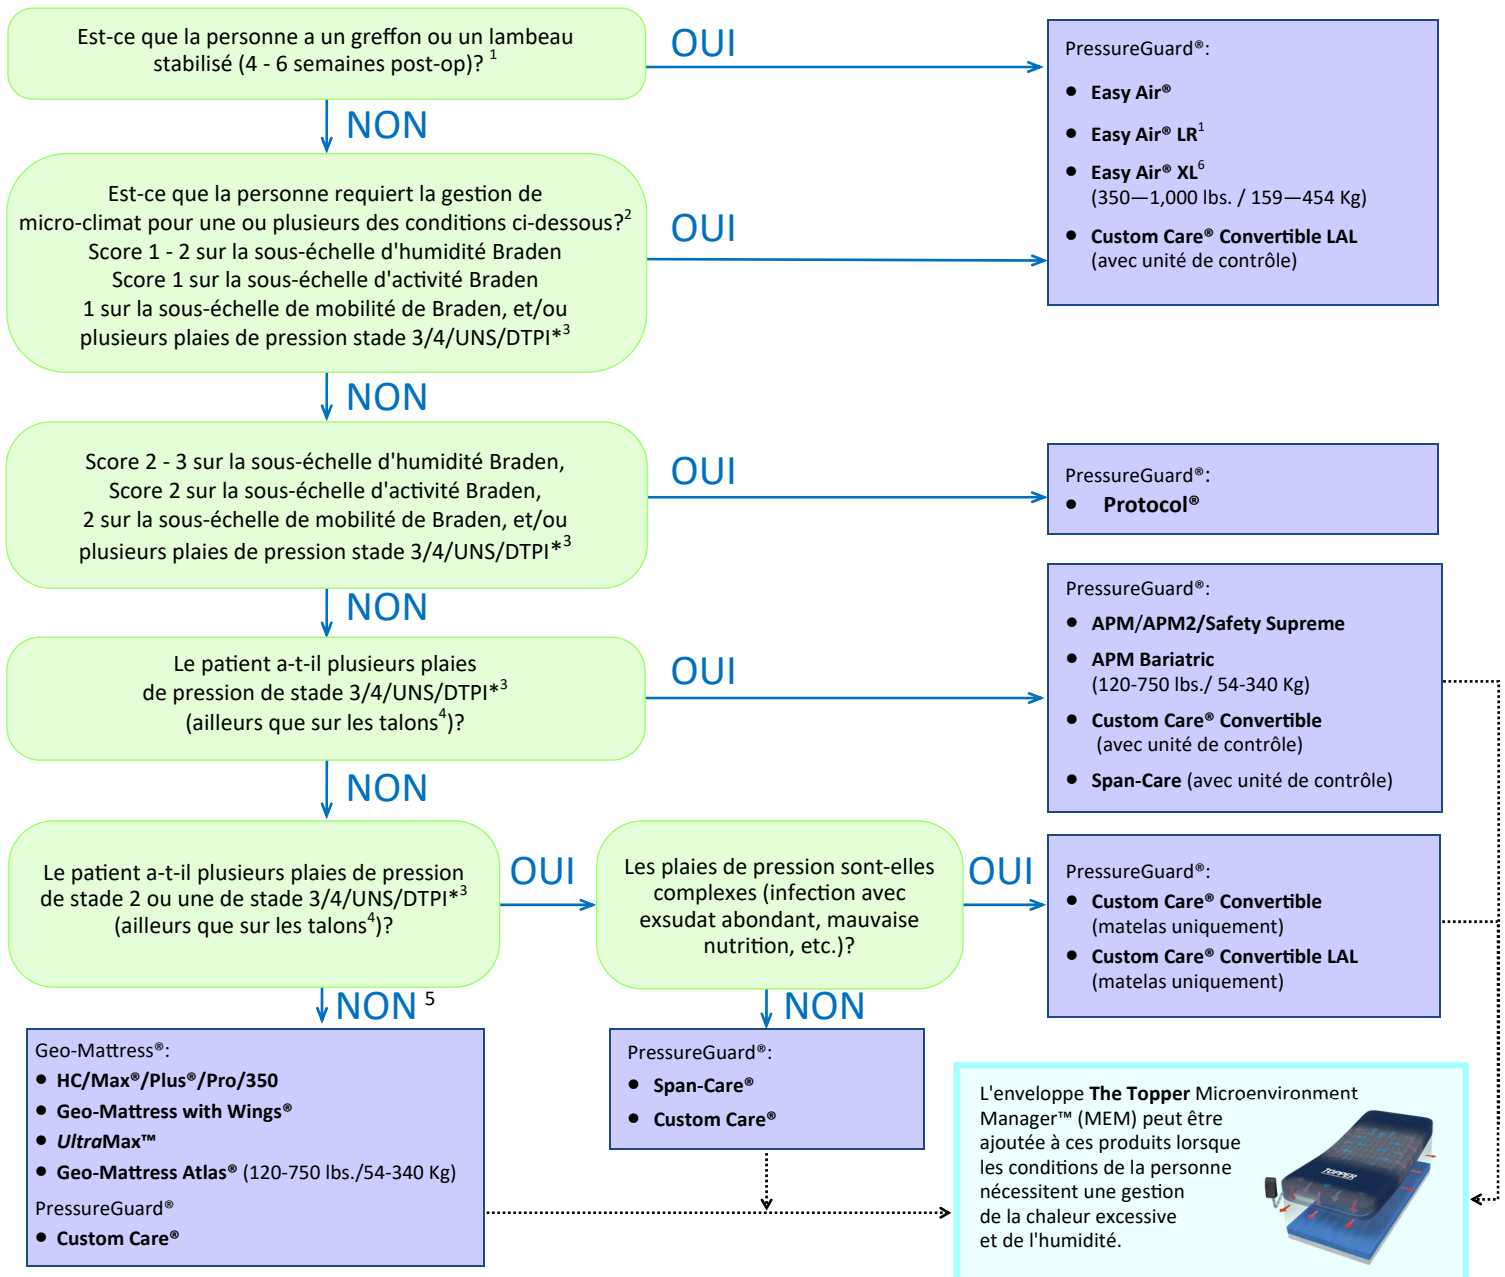 Est-ce que la personne a un greffon ou un lambeau
stabilisé (4 - 6 semaines post-op)? 1
OUI
PressureGuard®:
• Easy Air®
• Easy Air® LR1
• Easy Air® XL6
(350—1,000 lbs. / 159—454 Kg)
• Custom Care® Convertible LAL
(avec unité de contrôle)
NON
Est-ce que la personne requiert la gestion de
micro-climat pour une ou plusieurs des conditions ci-dessous?2
Score 1 - 2 sur la sous-échelle d'humidité Braden
Score 1 sur la sous-échelle d'activité Braden
1 sur la sous-échelle de mobilité de Braden, et/ou
plusieurs plaies de pression stade 3/4/UNS/DTPI*3
OUI
NON
Score 2 - 3 sur la sous-échelle d'humidité Braden,
Score 2 sur la sous-échelle d'activité Braden,
2 sur la sous-échelle de mobilité de Braden, et/ou
plusieurs plaies de pression stade 3/4/UNS/DTPI*3
OUI
PressureGuard®:
• Protocol®
NON
Le patient a-t-il plusieurs plaies
de pression de stade 3/4/UNS/DTPI*3
(ailleurs que sur les talons4)?
OUI
PressureGuard®:
• APM/APM2/Safety Supreme
• APM Bariatric
(120-750 lbs./ 54-340 Kg)
• Custom Care® Convertible
(avec unité de contrôle)
• Span-Care (avec unité de contrôle)
NON
Le patient a-t-il plusieurs plaies de pression
de stade 2 ou une de stade 3/4/UNS/DTPI*3
(ailleurs que sur les talons4)?
OUI
Les plaies de pression sont-elles
complexes (infection avec
exsudat abondant, mauvaise
nutrition, etc.)?
OUI
PressureGuard®:
• Custom Care® Convertible
(matelas uniquement)
• Custom Care® Convertible LAL
(matelas uniquement)
NON 5
Geo-Mattress®:
• HC/Max®/Plus®/Pro/350
• Geo-Mattress with Wings®
• UltraMax™
• Geo-Mattress Atlas® (120-750 lbs./54-340 Kg)
PressureGuard®
• Custom Care®
NON
PressureGuard®:
• Span-Care®
• Custom Care®
L'enveloppe The Topper Microenvironment
Manager™ (MEM) peut être
ajoutée à ces produits lorsque
les conditions de la personne
nécessitent une gestion
de la chaleur excessive
et de l'humidité.
TOPPER